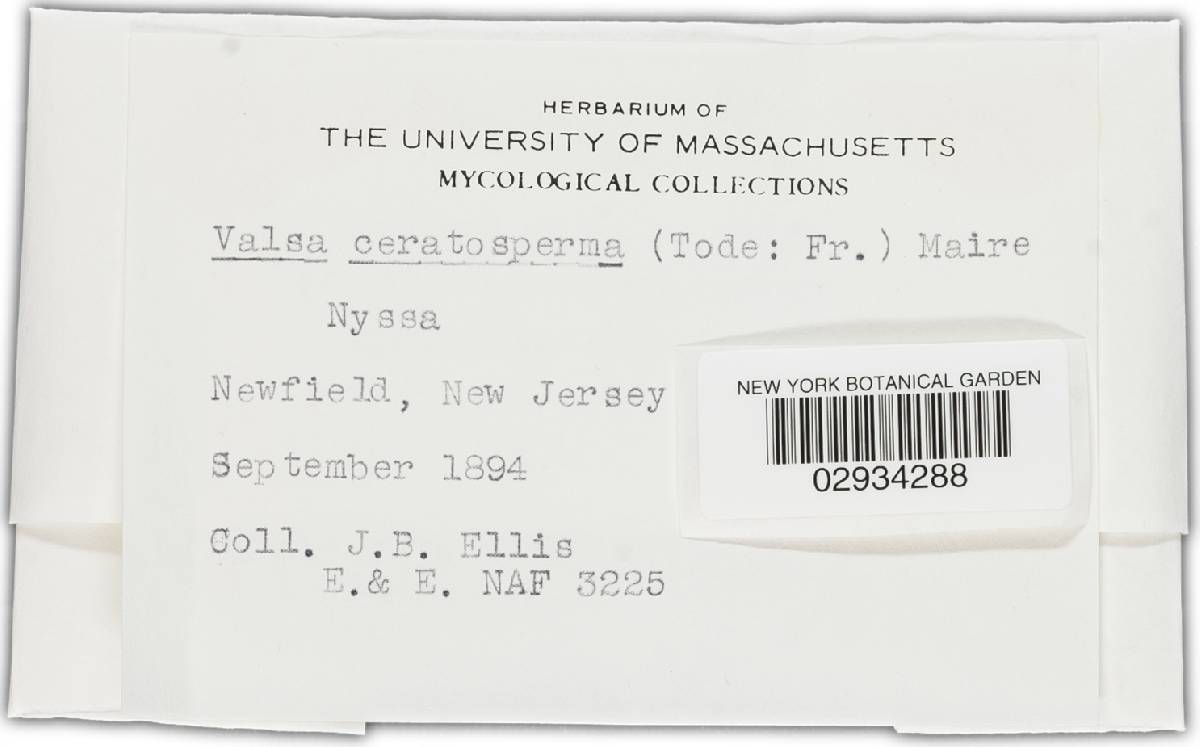 HERBARIUM OF
THE UNIVERSITY OF MASSACHUSETTS
MYCOLOGICAL COLLECTIONS
Valsa ceratosperma (Tode: Fr.) Maire
Nyssa
Newfield, New Jersey
September 1894
Coll. J.B. Ellis
E.& E. NAF 3225
NEW YORK BOTANICAL GARDEN
02934288